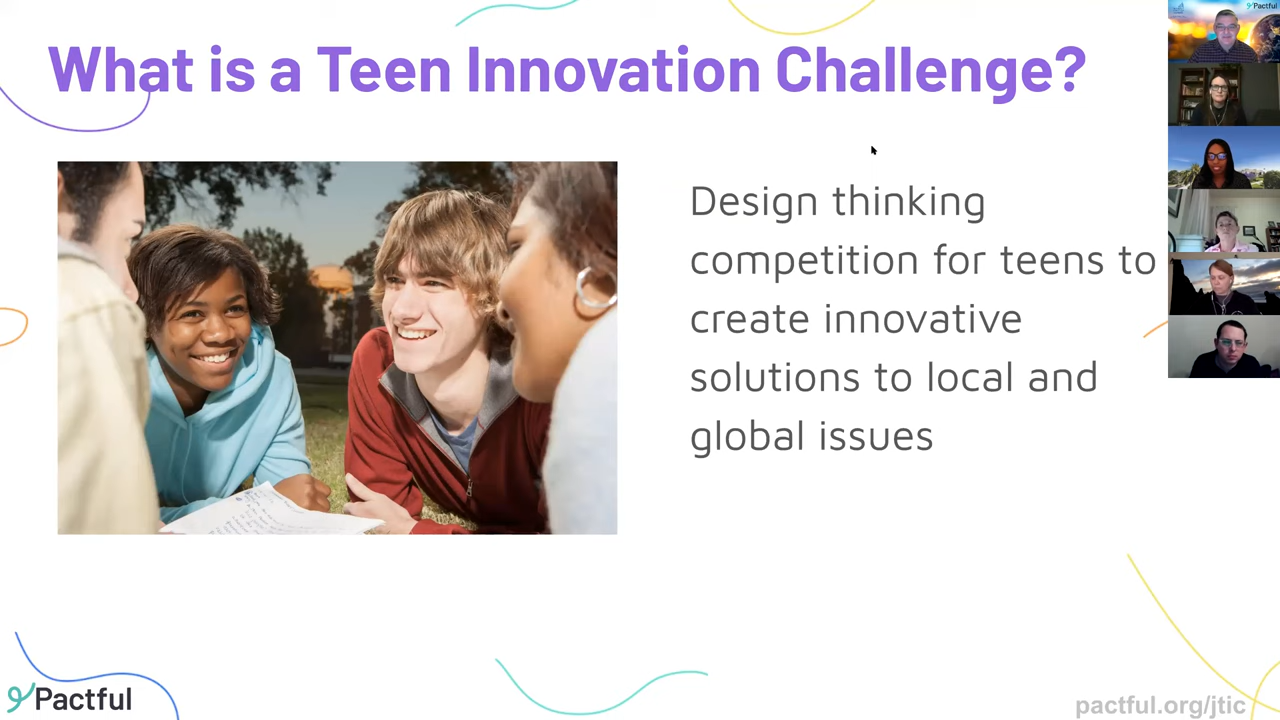 What is a Teen Innovation Challenge?
Design thinking
competition for teens to
create innovative
solutions to local and
global issues
Pactful
pactful.org/jtic
Pactful